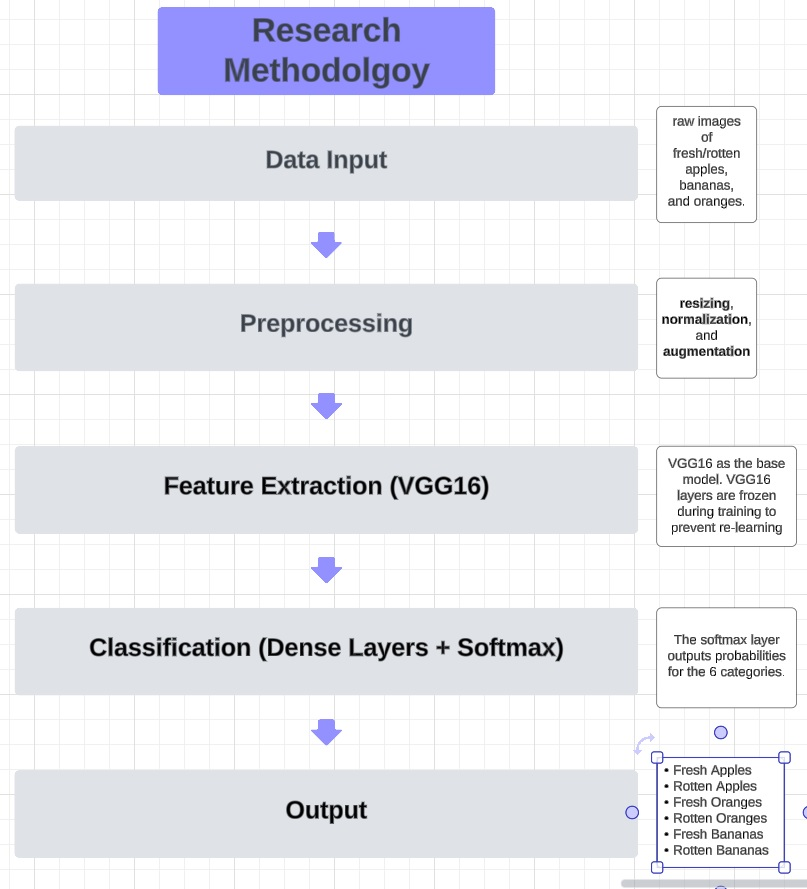 Research
Methodolgoy
Data Input
raw images
of
fresh/rotten
apples,
bananas,
and oranges.
Preprocessing
resizing,
normalization,
and
augmentation
Feature Extraction (VGG16)
VGG16 as the base
model. VGG16
layers are frozen
during training to
prevent re-learning
Classification (Dense Layers + Softmax)
The softmax layer
outputs probabilities
for the 6 categories.
Output
• Fresh Apples
• Rotten Apples
• Fresh Oranges
• Rotten Oranges
• Fresh Bananas
• Rotten Bananas